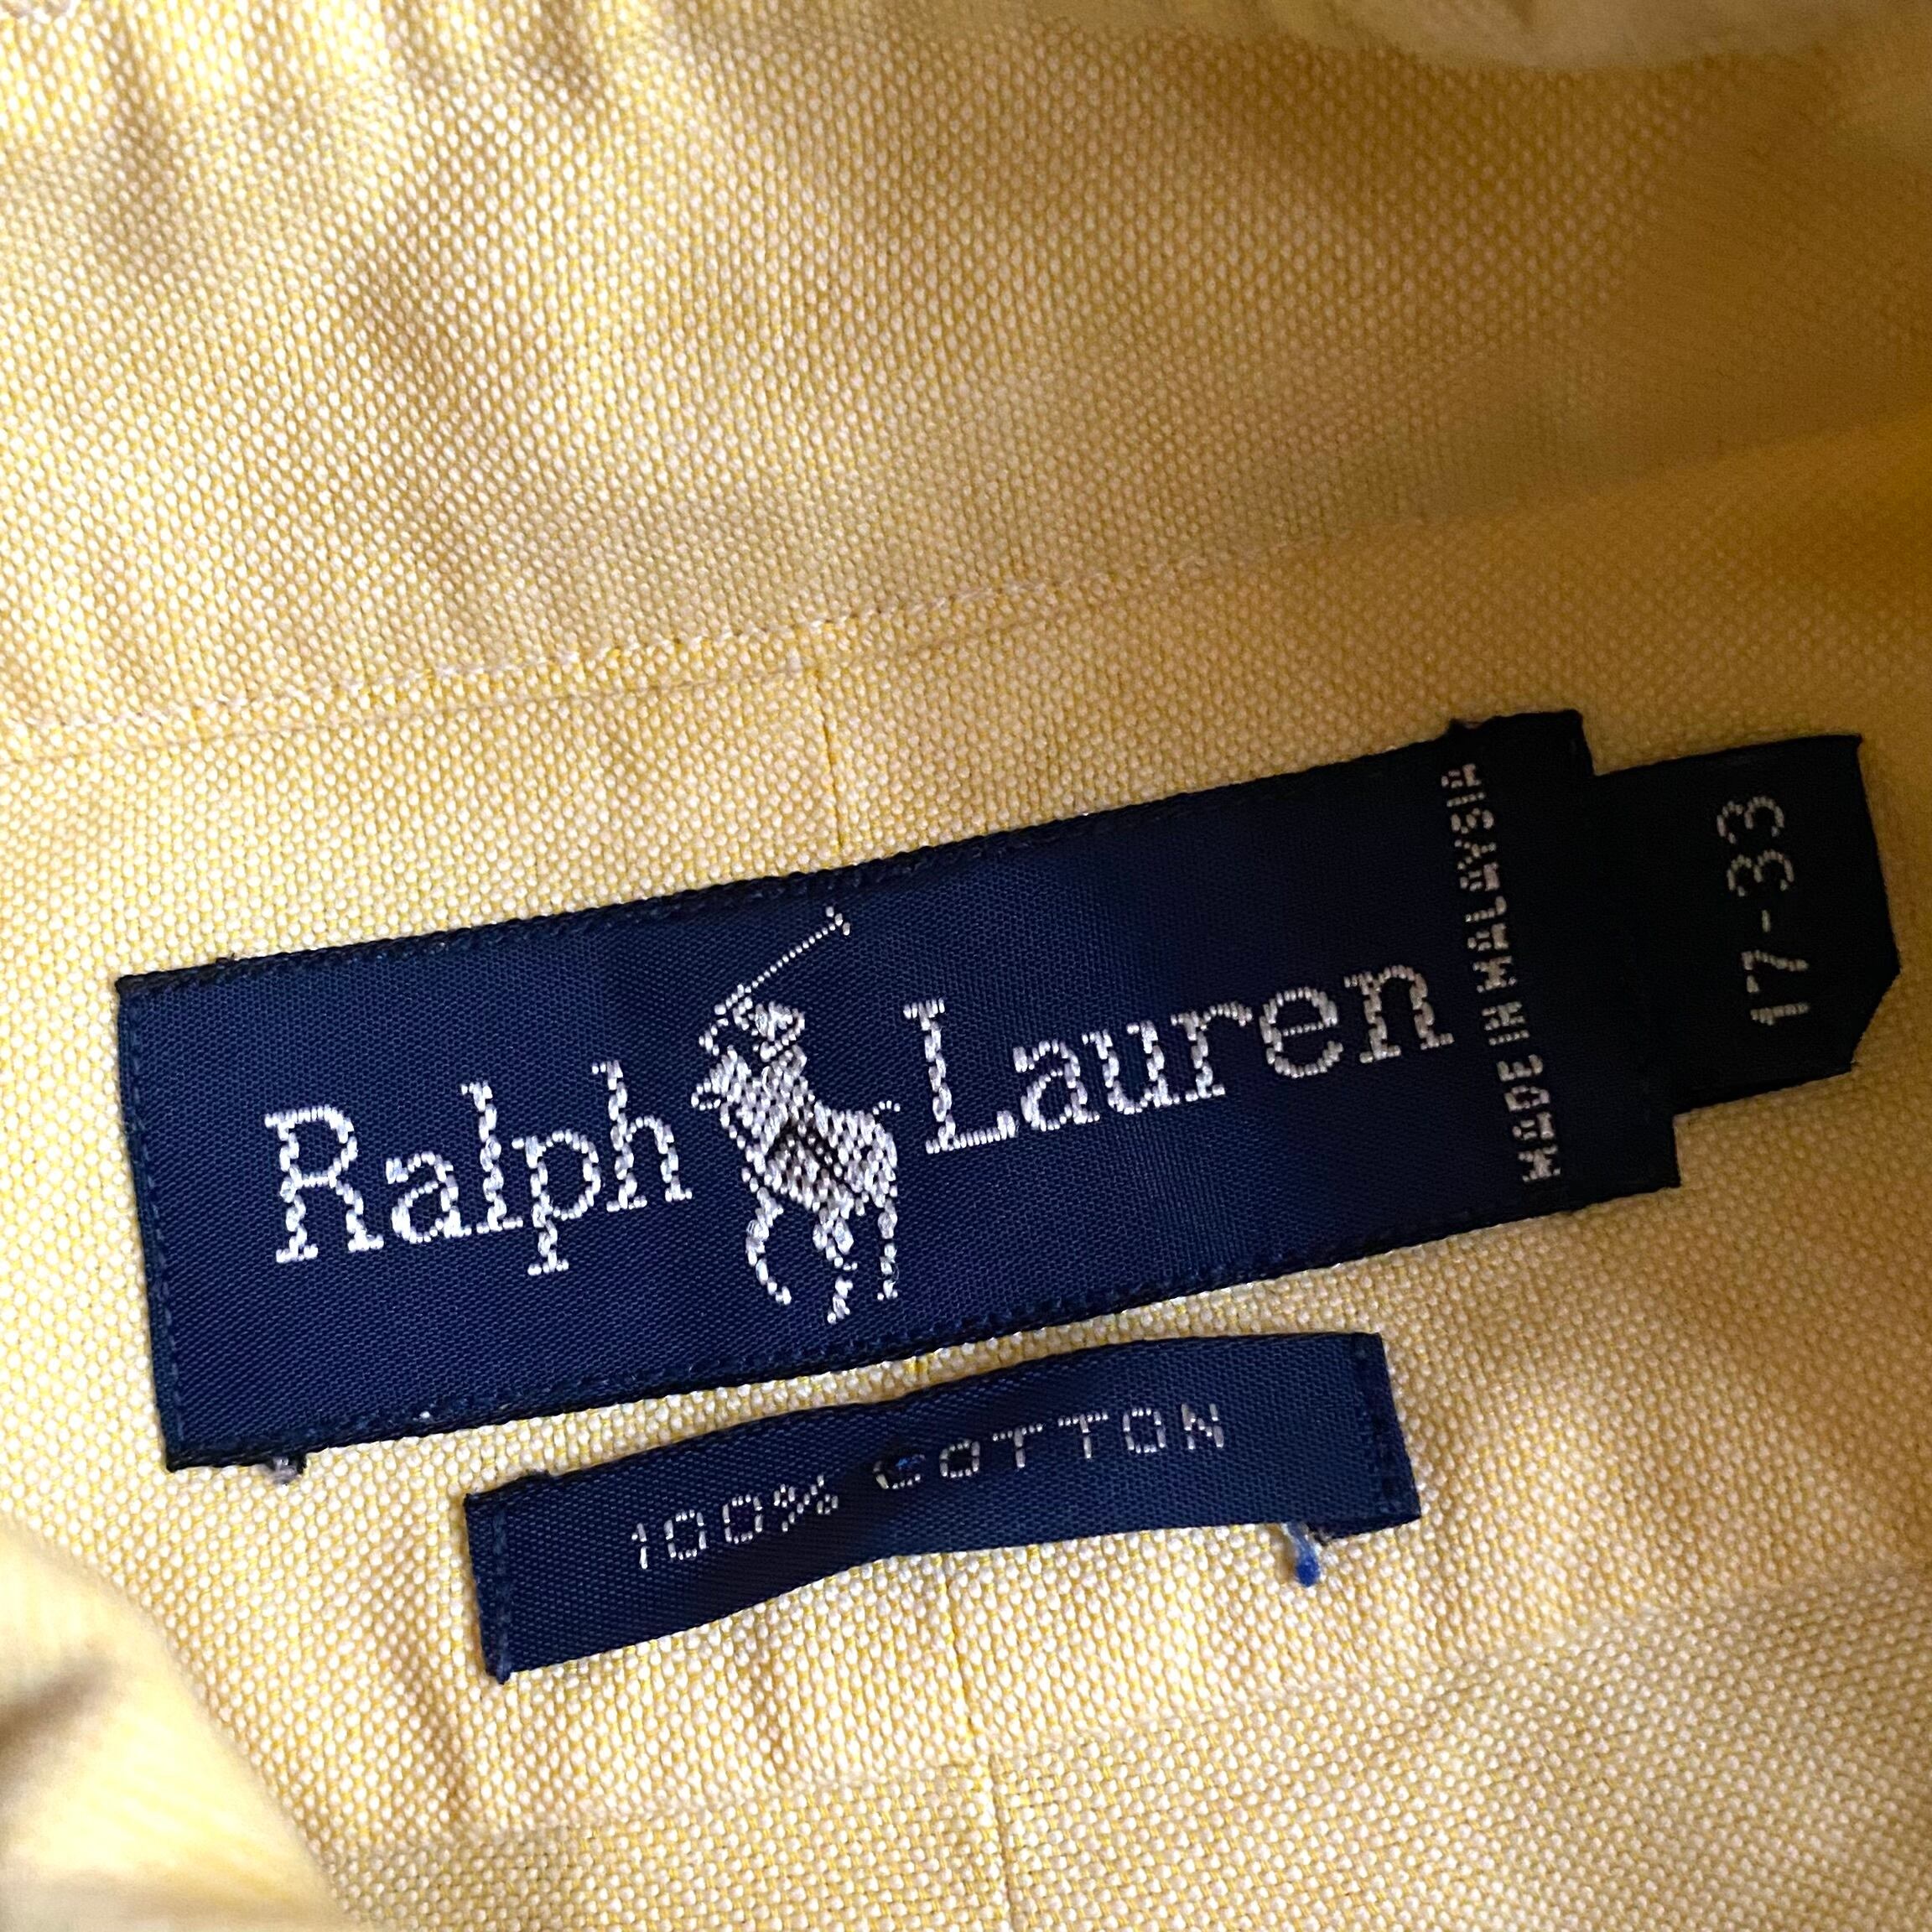 Ralph Lauren
MADE IN MALAYSIA
17-33
100% COTTON